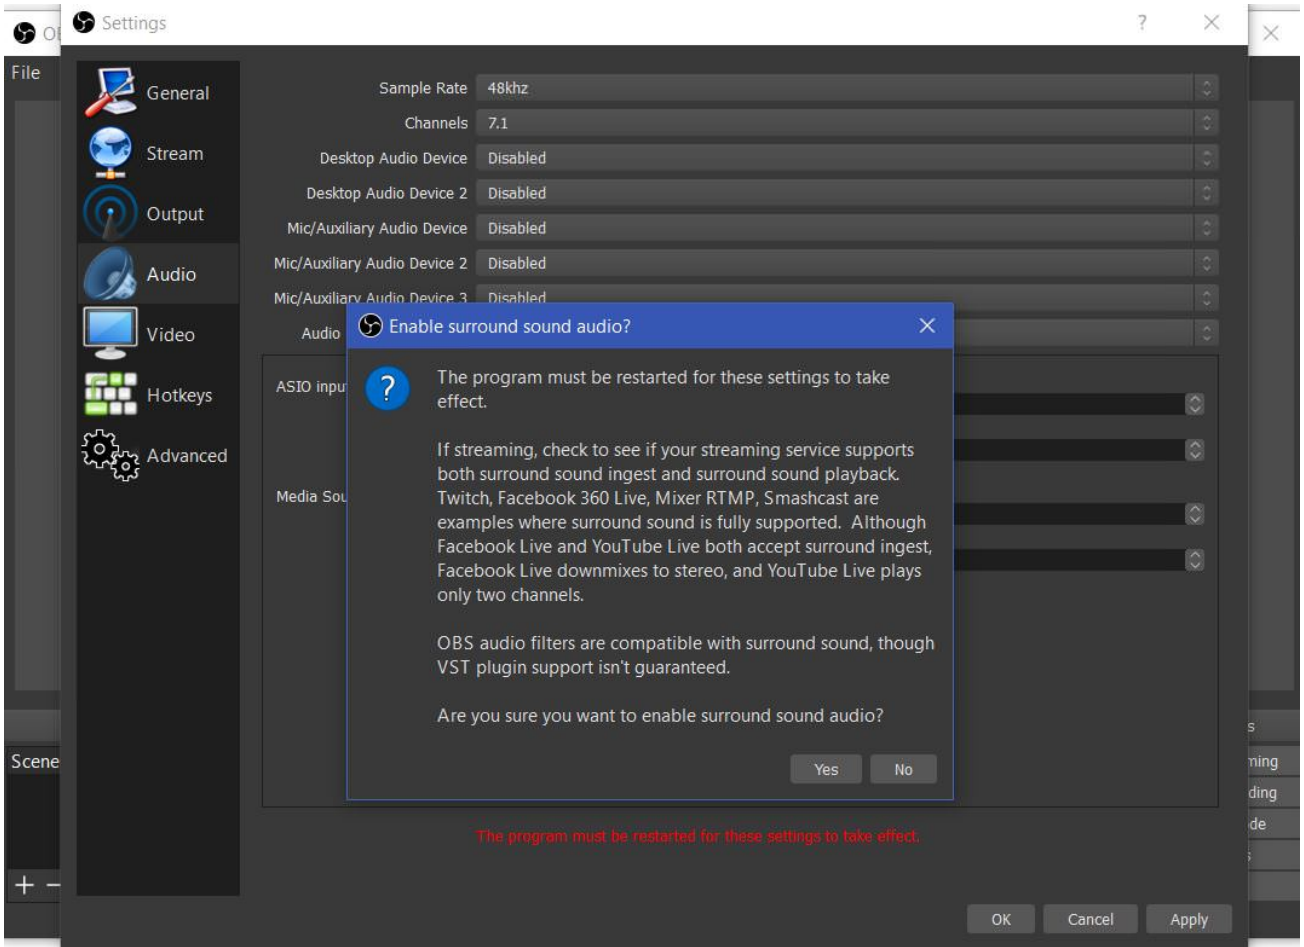 Settings
?
File
General
Stream
Output
Audio
Video
Hotkeys
Advanced
Sample Rate 48khz
Channels 7.1
Desktop Audio Device Disabled
Desktop Audio Device 2 Disabled
Mic/Auxiliary Audio Device Disabled
Mic/Auxiliary Audio Device 2 Disabled
Mic/Auxiliary Audio Device 3 Disabled
Audio
ASIO inpu
Media Sou
Enable surround sound audio?
?
The program must be restarted for these settings to take
effect.
If streaming, check to see if your streaming service supports
both surround sound ingest and surround sound playback.
Twitch, Facebook 360 Live, Mixer RTMP, Smashcast are
examples where surround sound is fully supported. Although
Facebook Live and YouTube Live both accept surround ingest,
Facebook Live downmixes to stereo, and YouTube Live plays
only two channels.
OBS audio filters are compatible with surround sound, though
VST plugin support isn't guaranteed.
Are you sure you want to enable surround sound audio?
Yes No
The program must be restarted for these settings to take effect.
OK Cancel Apply
Scene
s
ming
ding
de